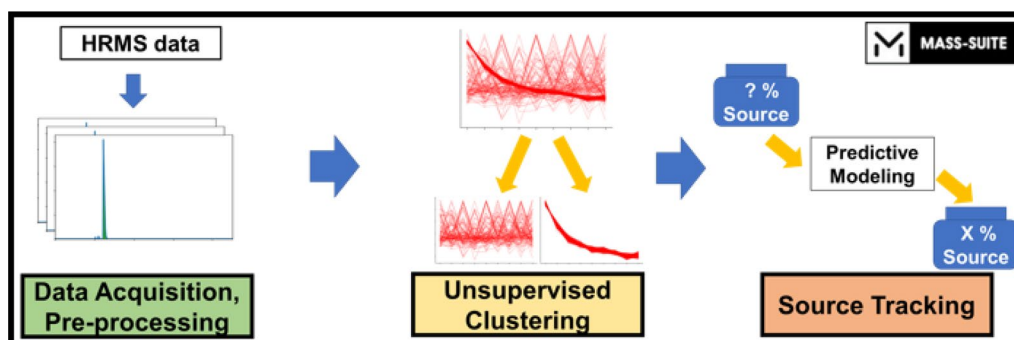 HRMS data
MASS-SUITE
? %
Source
Predictive
Modeling
X %
Source
Data Acquisition,
Pre-processing
Unsupervised
Clustering
Source Tracking